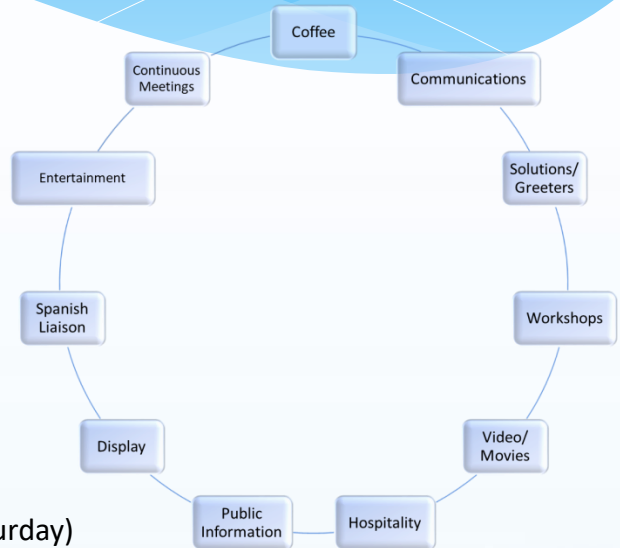 Coffee
Communications
Solutions/
Greeters
Workshops
Video/
Movies
Hospitality
Public
Information
Display
Spanish
Liaison
Entertainment
Continuous
Meetings
urday)